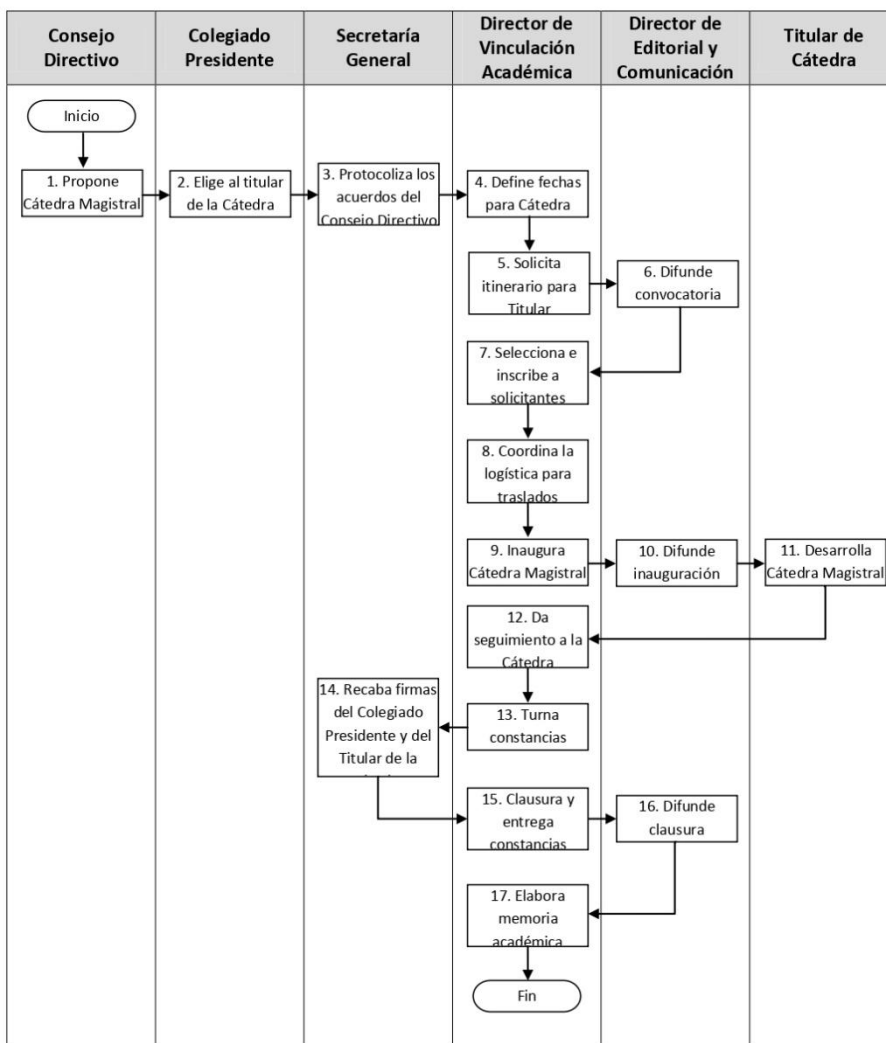 Consejo
Directivo
Colegiado
Presidente
Secretaría
General
Director de
Vinculación
Académica
Director de
Editorial y
Comunicación
Titular de
Cátedra
Inicio
1. Propone
Cátedra Magistral
2. Elige al titular
de la Cátedra
3. Protocoliza los
acuerdos del
Consejo Directivo
4. Define fechas
para Cátedra
5. Solicita
itinerario para
Titular
6. Difunde
convocatoria
7. Selecciona e
inscribe a
solicitantes
8. Coordina la
logística para
traslados
9. Inaugura
Cátedra Magistral
10. Difunde
inauguración
11. Desarrolla
Cátedra Magistral
12. Da
seguimiento a la
Cátedra
13. Turna
constancias
14. Recaba firmas
del Colegiado
Presidente y del
Titular de la
15. Clausura y
entrega
constancias
16. Difunde
clausura
17. Elabora
memoria
académica
Fin